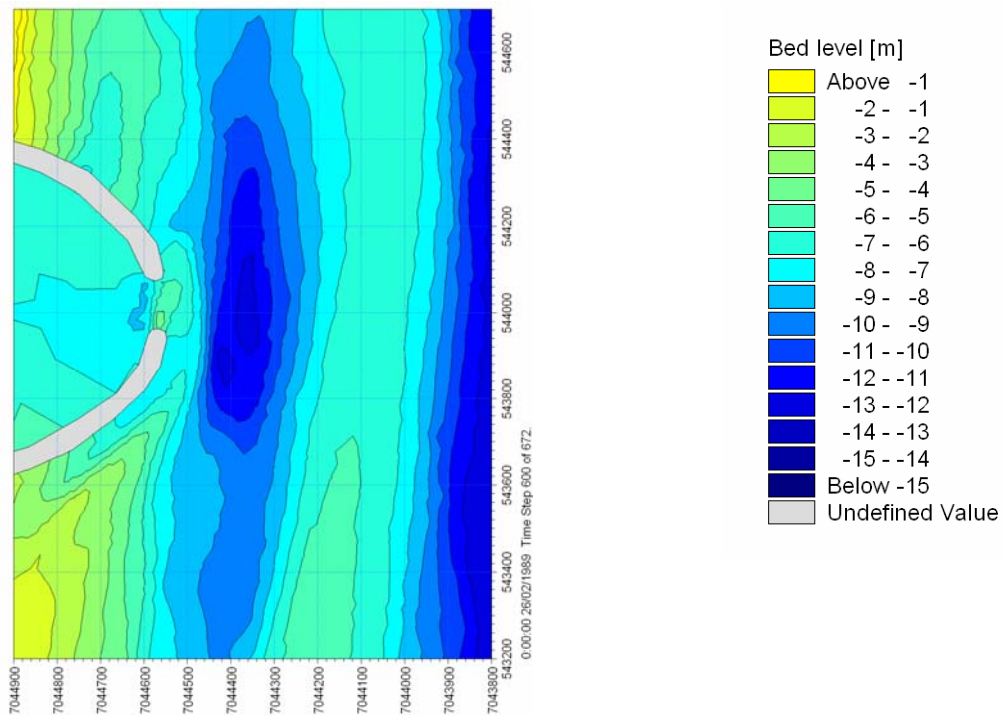 Bed level [m]
Above -1
-2 - -1
-3 - -2
-4 - -3
-5 - -4
-6 - -5
-7 - -6
-8 - -7
-9 - -8
-10 - -9
-11 - -10
-12 - -11
-13 - -12
-14 - -13
-15 - -14
Below -15
Undefined Value
544600
544400
544200
544000
543800
543600
543400
543200
0:00:00 26/02/1989 Time Step 600 of 672.
7044900
7044800
7044700
7044600
7044500
7044400
7044300
7044200
7044100
7044000
7043900
7043800